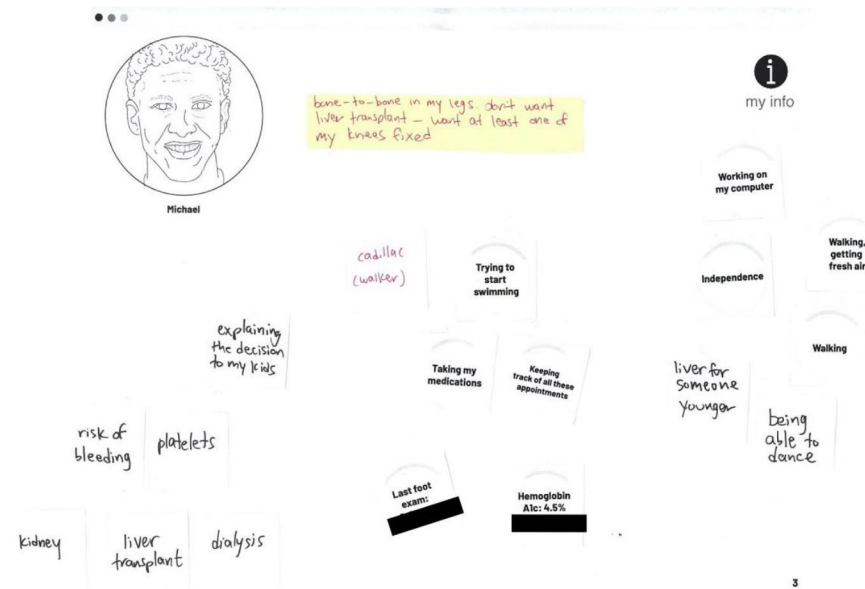 i
my info
Michael
bone-to-bone in my legs. don't want
liver transplant – want at least one of
my knees fixed
Working on
my computer
cadillac
(walker)
Trying to
start
swimming
Independence
Walking,
getting
fresh air
explaining
the decision
to my kids
Taking my
medications
Keeping
track of all these
appointments
Walking
liver for
someone
younger
being
able to
dance
risk of
bleeding
platelets
Last foot
exam:
Hemoglobin
A1c: 4.5%
kidney
liver
transplant
dialysis
3